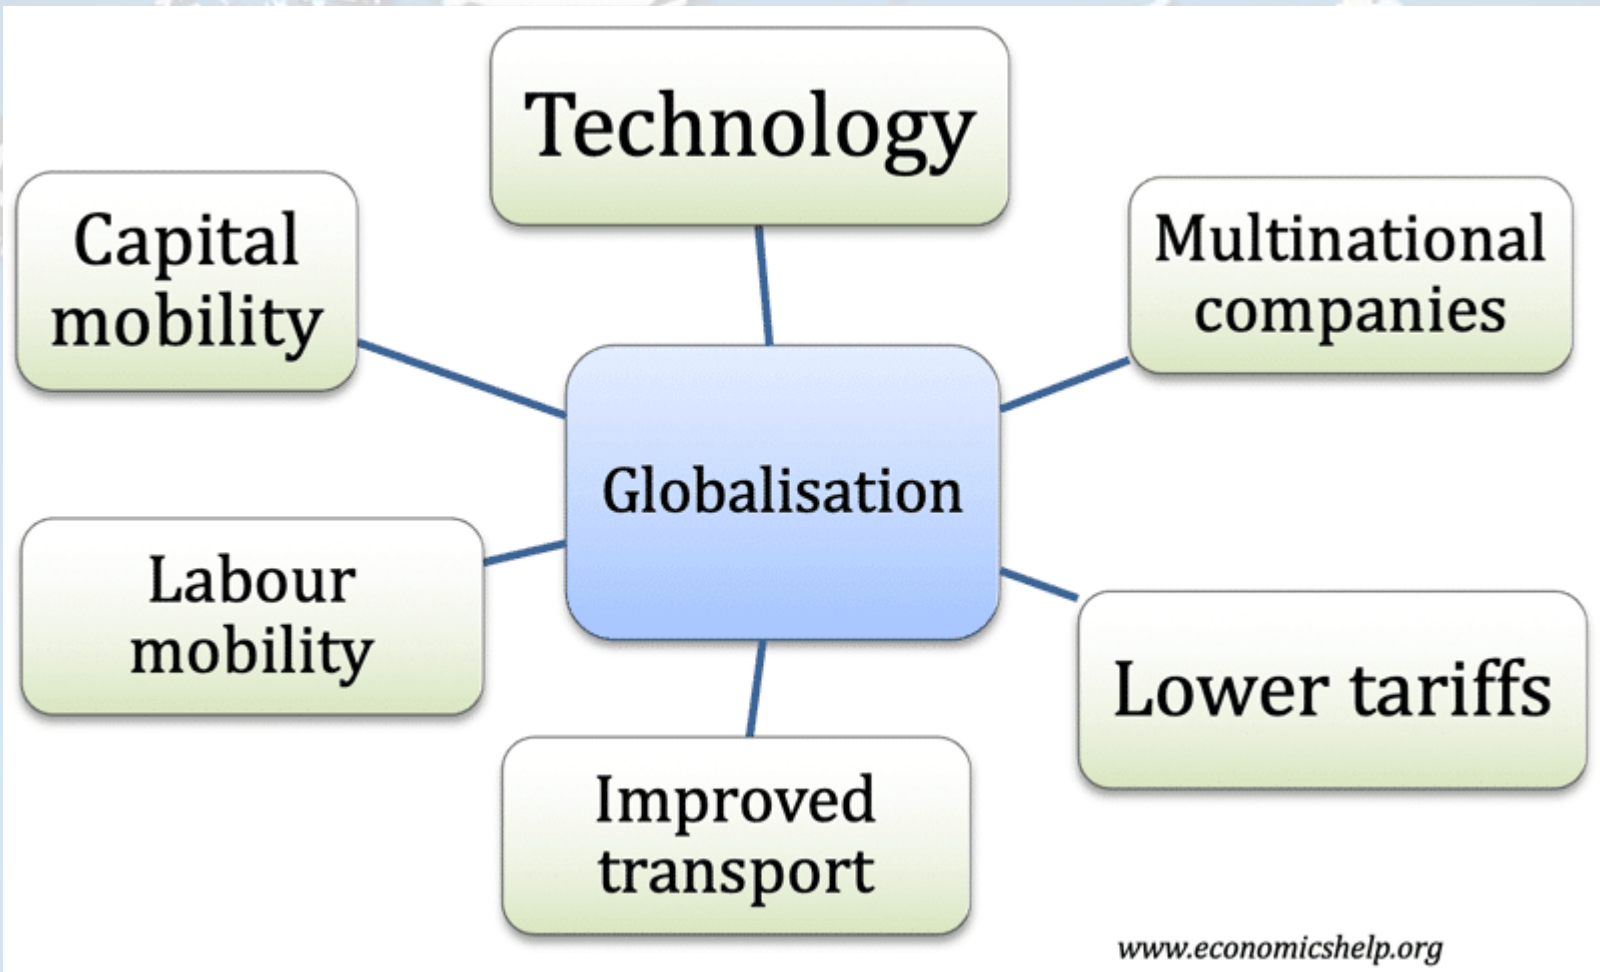 Technology
Capital
mobility
Multinational
companies
Globalisation
Labour
mobility
Lower tariffs
Improved
transport
www.economicshelp.org